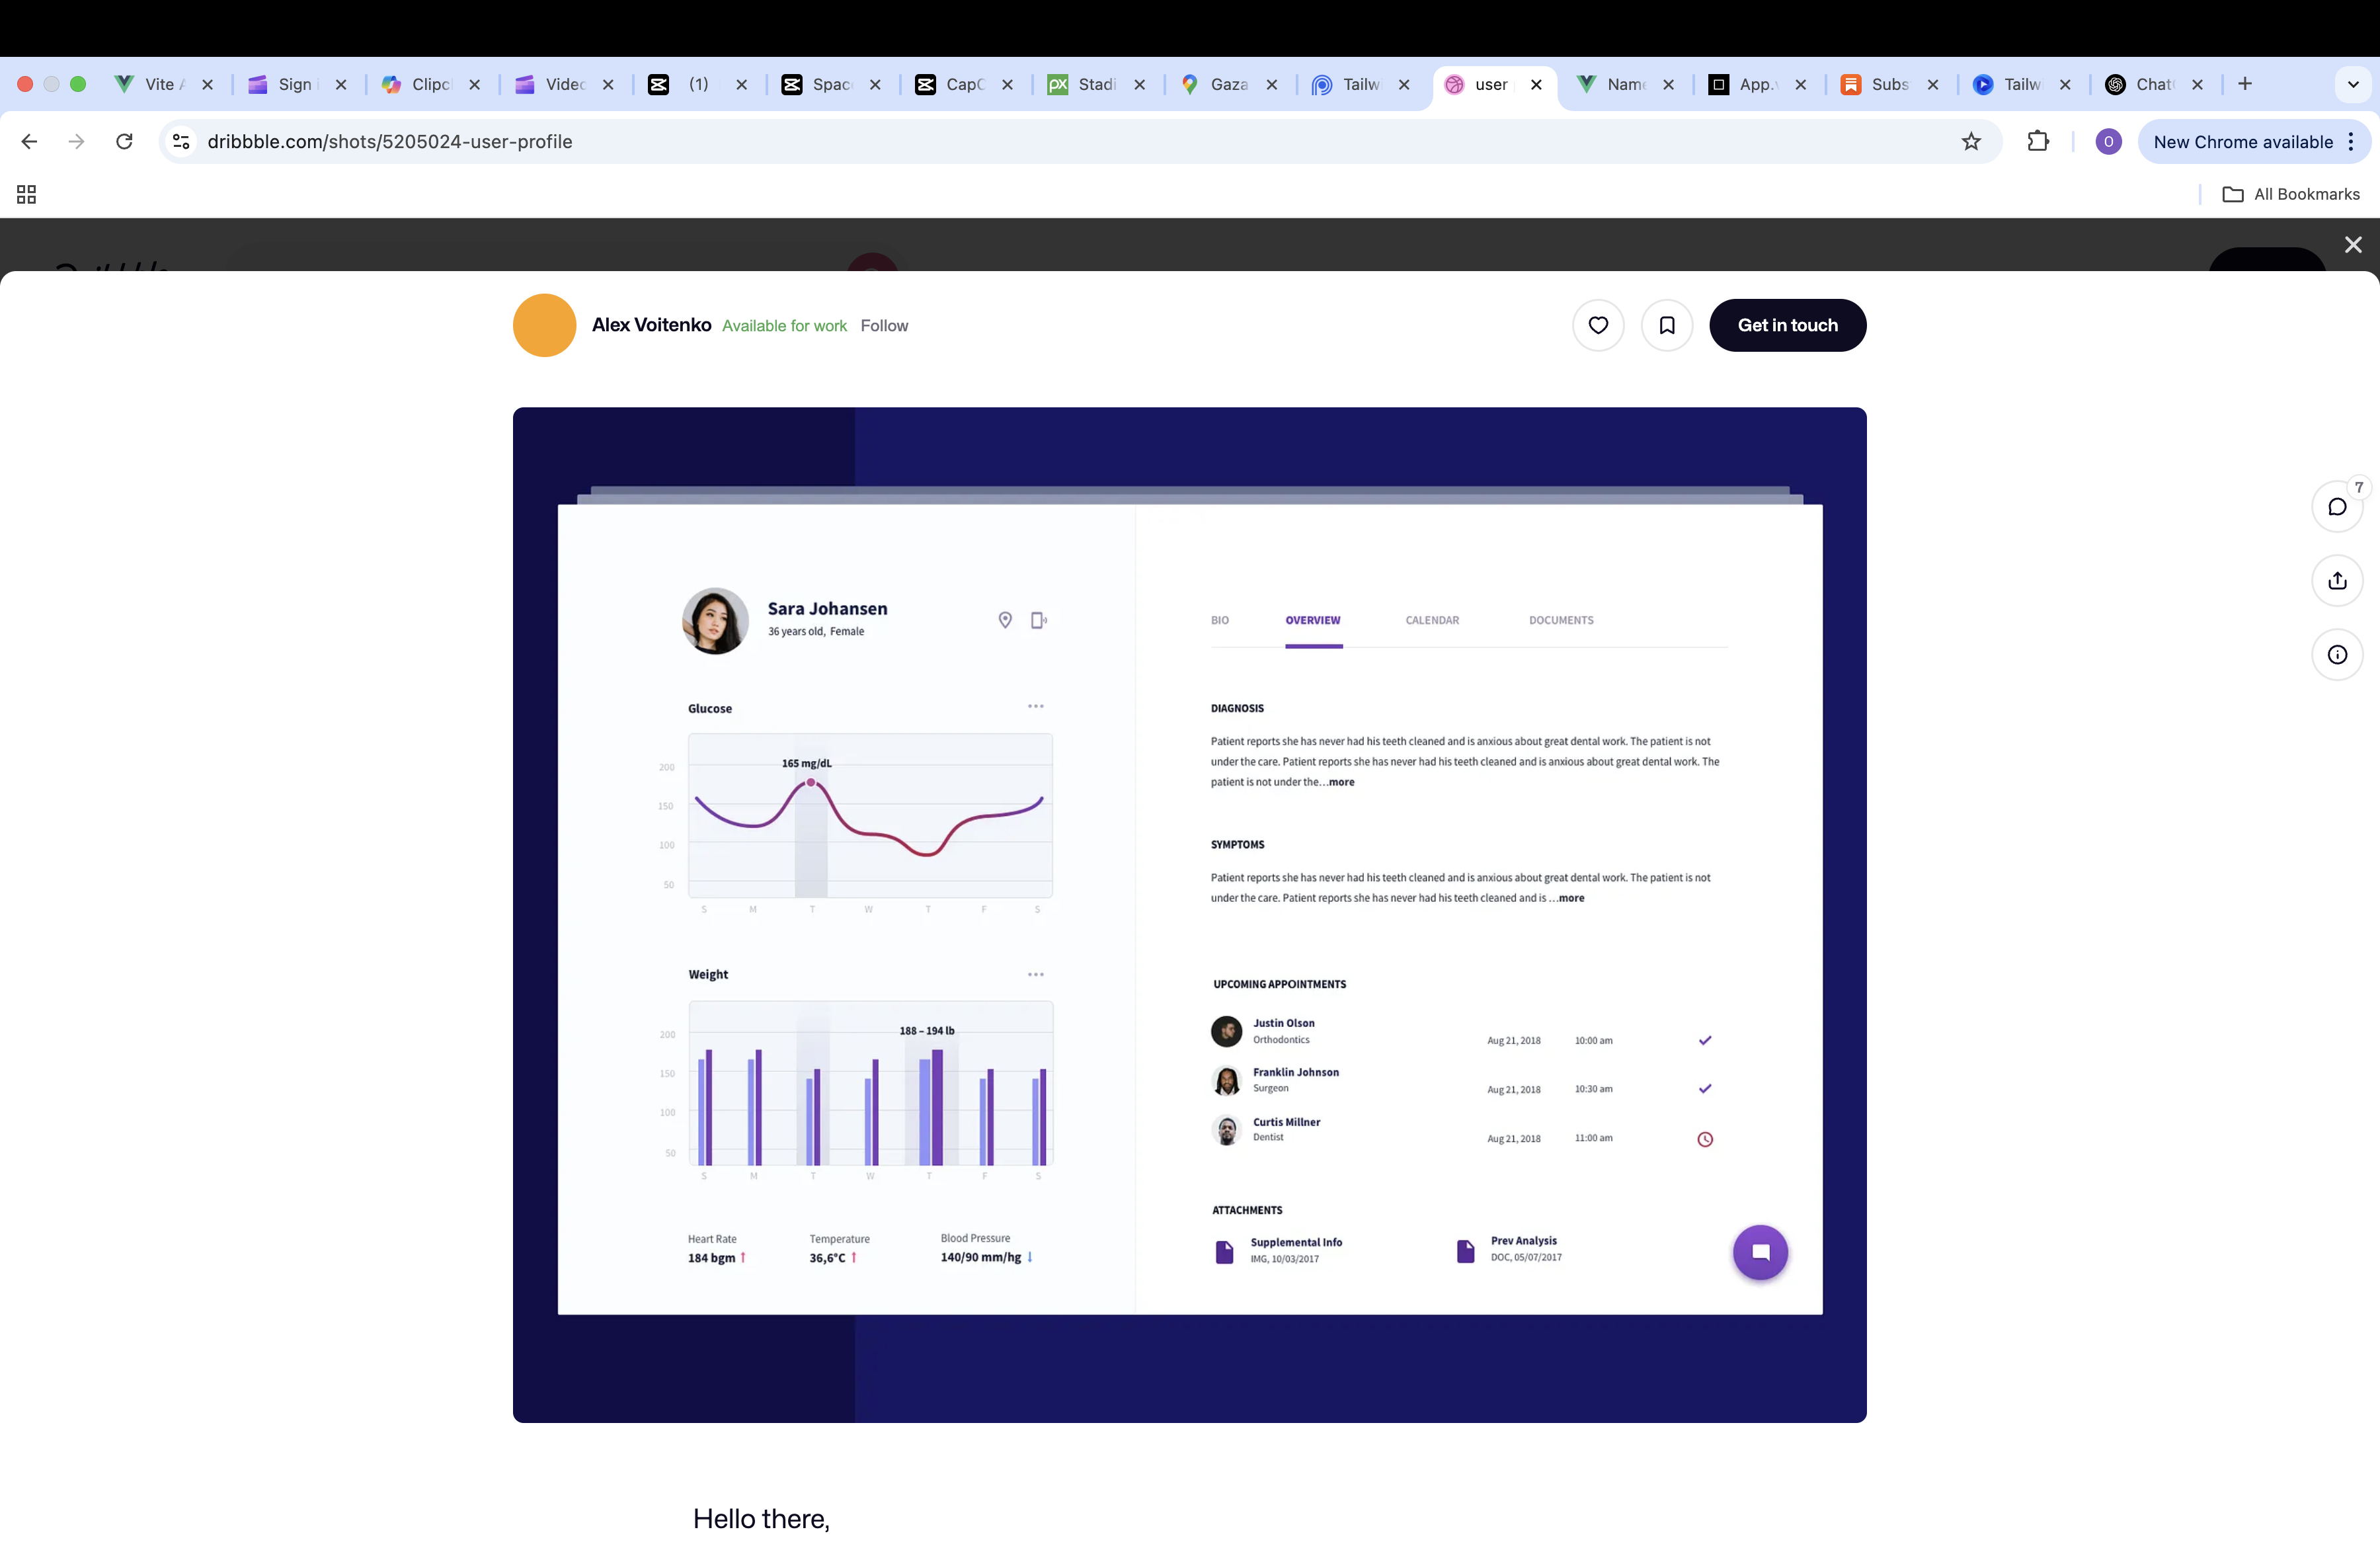 Vite
Sign i
Clipc
Video
(1)
Spac
CapC
Stadi
Gaza
Tailw
user
Name
App.v
Subs
Tailw
Chat
dribbble.com/shots/5205024-user-profile
O
New Chrome available
All Bookmarks
Alex Voitenko Available for work Follow
Get in touch
7
Sara Johansen
36 years old, Female
Glucose
165 mg/dL
200
150
100
50
S M T W T F S
Weight
188 – 194 lb
200
150
100
50
S M T W T F S
Heart Rate
184 bgm
Temperature
36,6°C
Blood Pressure
140/90 mm/hg
BIO OVERVIEW CALENDAR DOCUMENTS
DIAGNOSIS
Patient reports she has never had his teeth cleaned and is anxious about great dental work. The patient is not
under the care. Patient reports she has never had his teeth cleaned and is anxious about great dental work. The
patient is not under the...more
SYMPTOMS
Patient reports she has never had his teeth cleaned and is anxious about great dental work. The patient is not
under the care. Patient reports she has never had his teeth cleaned and is ...more
UPCOMING APPOINTMENTS
Justin Olson
Orthodontics
Aug 21, 2018 10:00 am
Franklin Johnson
Surgeon
Aug 21, 2018 10:30 am
Curtis Millner
Dentist
Aug 21, 2018 11:00 am
ATTACHMENTS
Supplemental Info
IMG, 10/03/2017
Prev Analysis
DOC, 05/07/2017
Hello there,